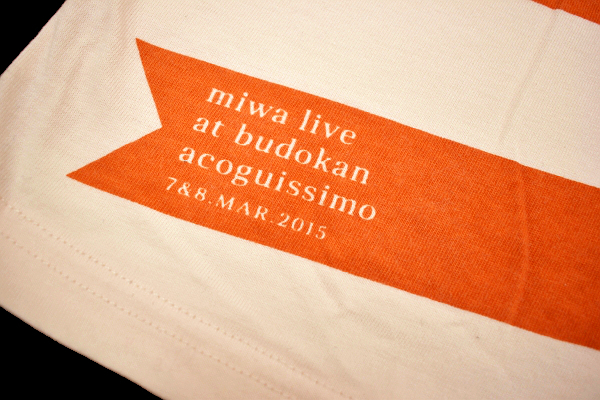 miwa live
at budokan
acoguissimo
7&8.MAR.2015